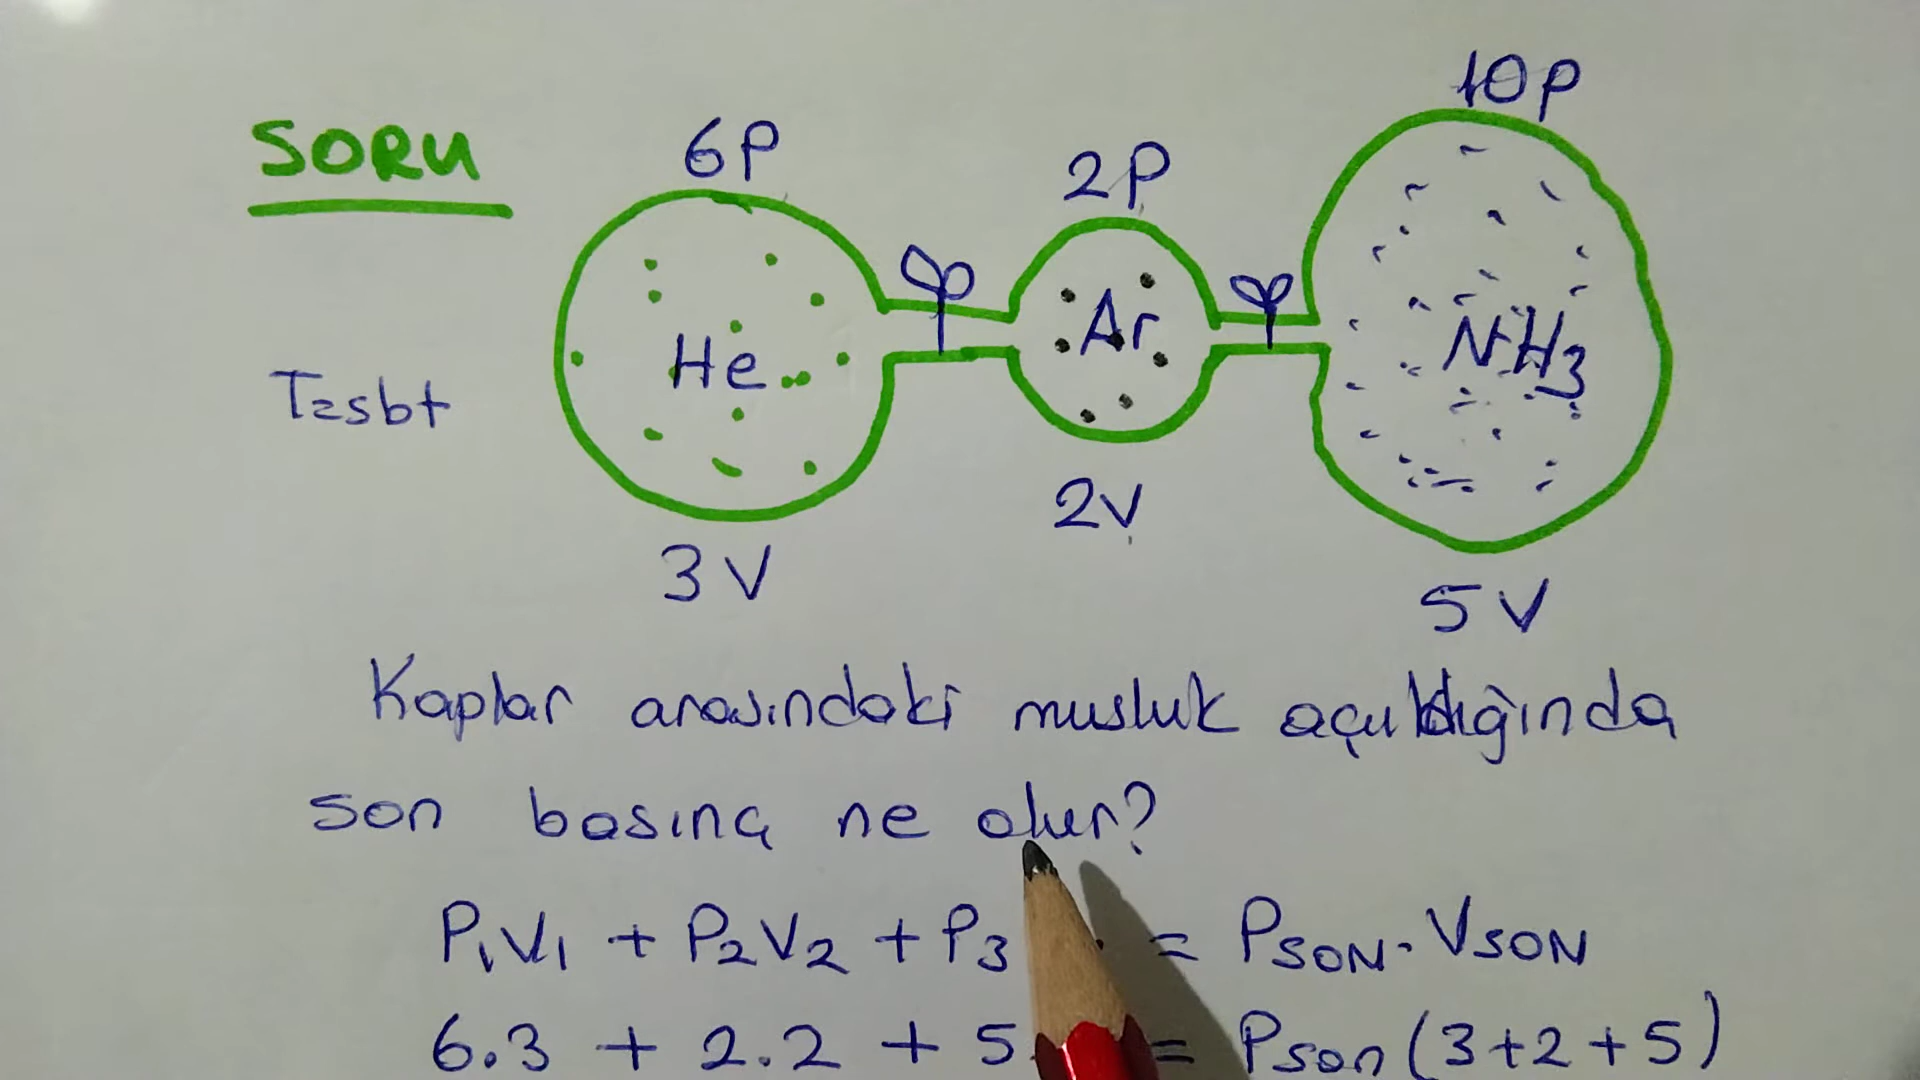 SORU
6P
2P
10P
He
Ar
NH3
T=sbt
3V
2V
5V
Kaplar arasındaki musluk açıldığında
son basınç ne olur?
P1V1 + P2V2 + P3 = PSON.VSON
6.3 + 2.2 + 5 = Pson(3+2+5)